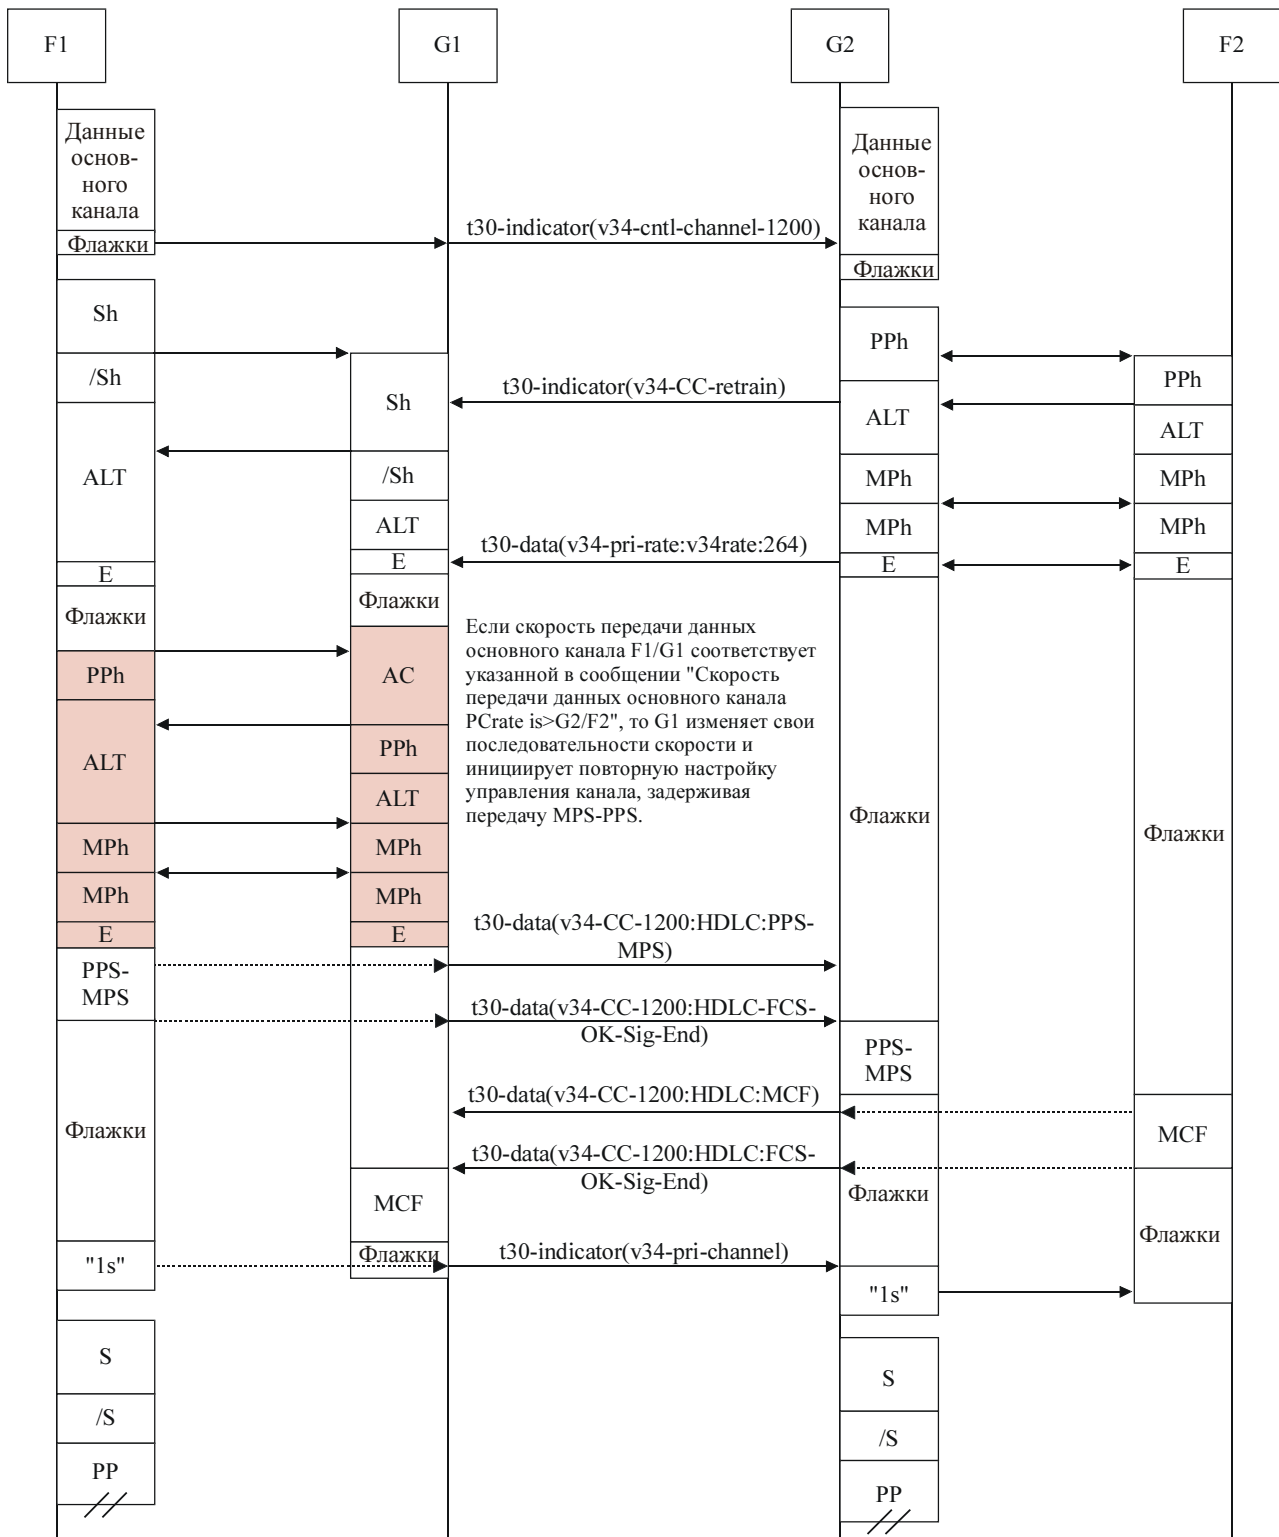 F1
G1
G2
F2
Данные
основ-
ного
канала
Флажки
t30-indicator(v34-cntl-channel-1200)
Данные
основ-
ного
канала
Флажки
Sh
/Sh
ALT
E
Флажки
PPh
ALT
MPh
MPh
E
PPS-
MPS
Флажки
"1s"
S
/S
PP
Sh
/Sh
ALT
E
Флажки
AC
PPh
ALT
MPh
MPh
E
MCF
Флажки
t30-indicator(v34-CC-retrain)
t30-data(v34-pri-rate:v34rate:264)
Если скорость передачи данных
основного канала F1/G1 соответствует
указанной в сообщении "Скорость
передачи данных основного канала
PCrate is>G2/F2", то G1 изменяет свои
последовательности скорости и
инициирует повторную настройку
управления канала, задерживая
передачу MPS-PPS.
t30-data(v34-CC-1200:HDLC:PPS-
MPS)
t30-data(v34-CC-1200:HDLC-FCS-
OK-Sig-End)
t30-data(v34-CC-1200:HDLC:MCF)
t30-data(v34-CC-1200:HDLC:FCS-
OK-Sig-End)
t30-indicator(v34-pri-channel)
PPh
ALT
MPh
MPh
E
Флажки
PPS-
MPS
Флажки
"1s"
S
/S
PP
PPh
ALT
MPh
MPh
E
Флажки
MCF
Флажки